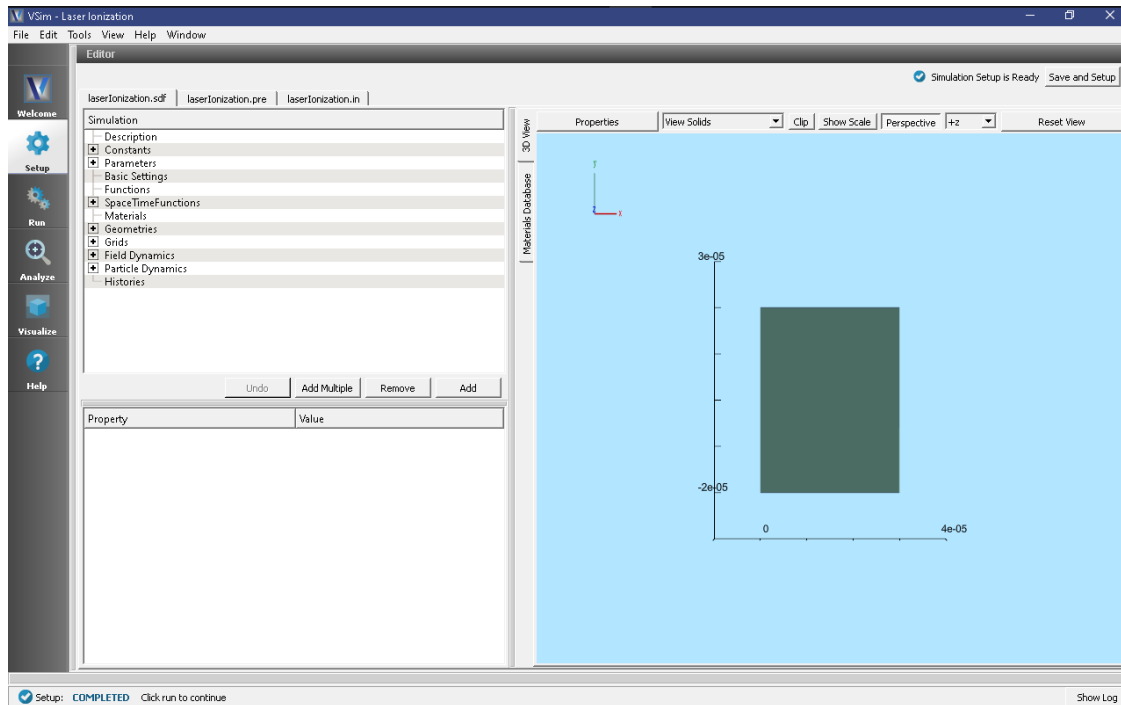 VSim - Laser Ionization
File Edit Tools View Help Window
Editor
Simulation Setup is Ready Save and Setup
laserIonization.sdf laserIonization.pre laserIonization.in
Welcome
Setup
Run
Analyze
Visualize
Help
Simulation
Description
Constants
Parameters
Basic Settings
Functions
SpaceTimeFunctions
Materials
Geometries
Grids
Field Dynamics
Particle Dynamics
Histories
Undo Add Multiple Remove Add
Property Value
3D View
Materials Database
Properties View Solids Clip Show Scale Perspective +z Reset View
Y
Z X
3e-05
-2e-05
0 4e-05
Setup: COMPLETED Click run to continue Show Log